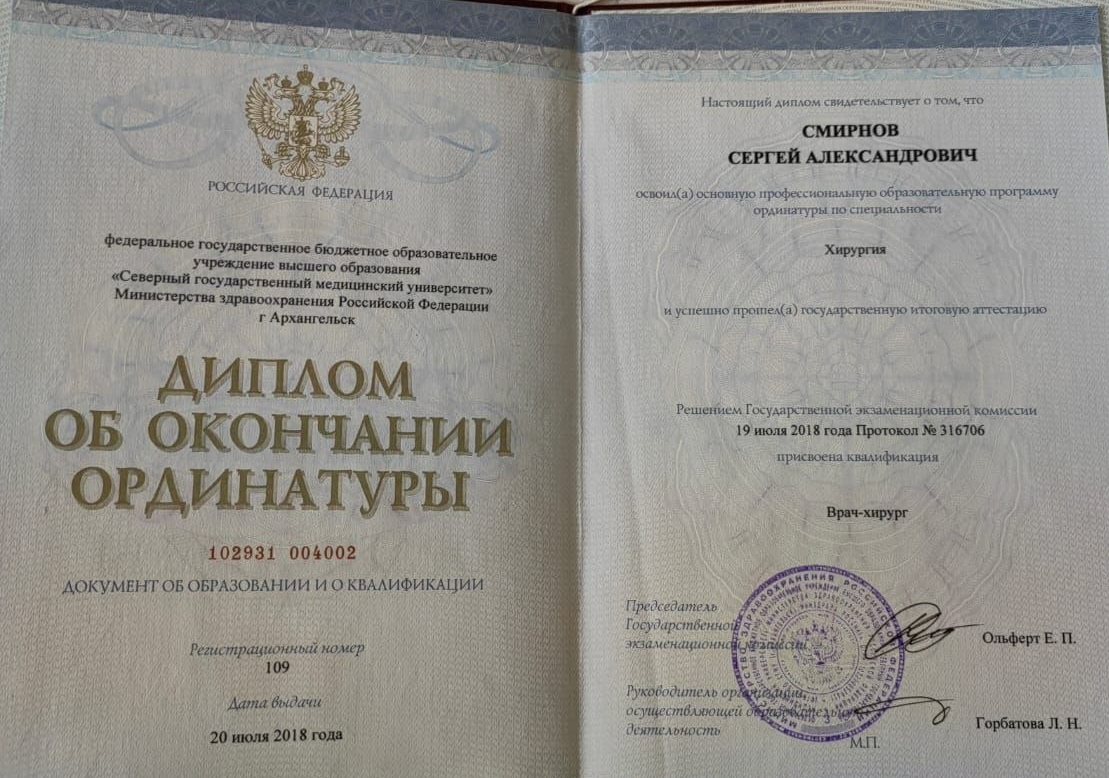 РОССИЙСКАЯ ФЕДЕРАЦИЯ
федеральное государственное бюджетное образовательное
учреждение высшего образования
«Северный государственный медицинский университет»
Министерства здравоохранения Российской Федерации
г Архангельск
ДИПЛОМ
ОБ ОКОНЧАНИИ
ОРДИНАТУРЫ
102931 004002
ДОКУМЕНТ ОБ ОБРАЗОВАНИИ И О КВАЛИФИКАЦИИ
Регистрационный номер
109
Дата выдачи
20 июля 2018 года
Настоящий диплом свидетельствует о том, что
СМИРНОВ
СЕРГЕЙ АЛЕКСАНДРОВИЧ
освоил(а) основную профессиональную образовательную программу
ординатуры по специальности
Хирургия
и успешно прошел(а) государственную итоговую аттестацию
Решением Государственной экзаменационной комиссии
19 июля 2018 года Протокол № 316706
присвоена квалификация
Врач-хирург
Председатель
Государственной
экзаменационной комиссии
Ольферт Е. П.
Руководитель организации,
осуществляющей образовательную
деятельность
Горбатова Л. Н.
М.П.